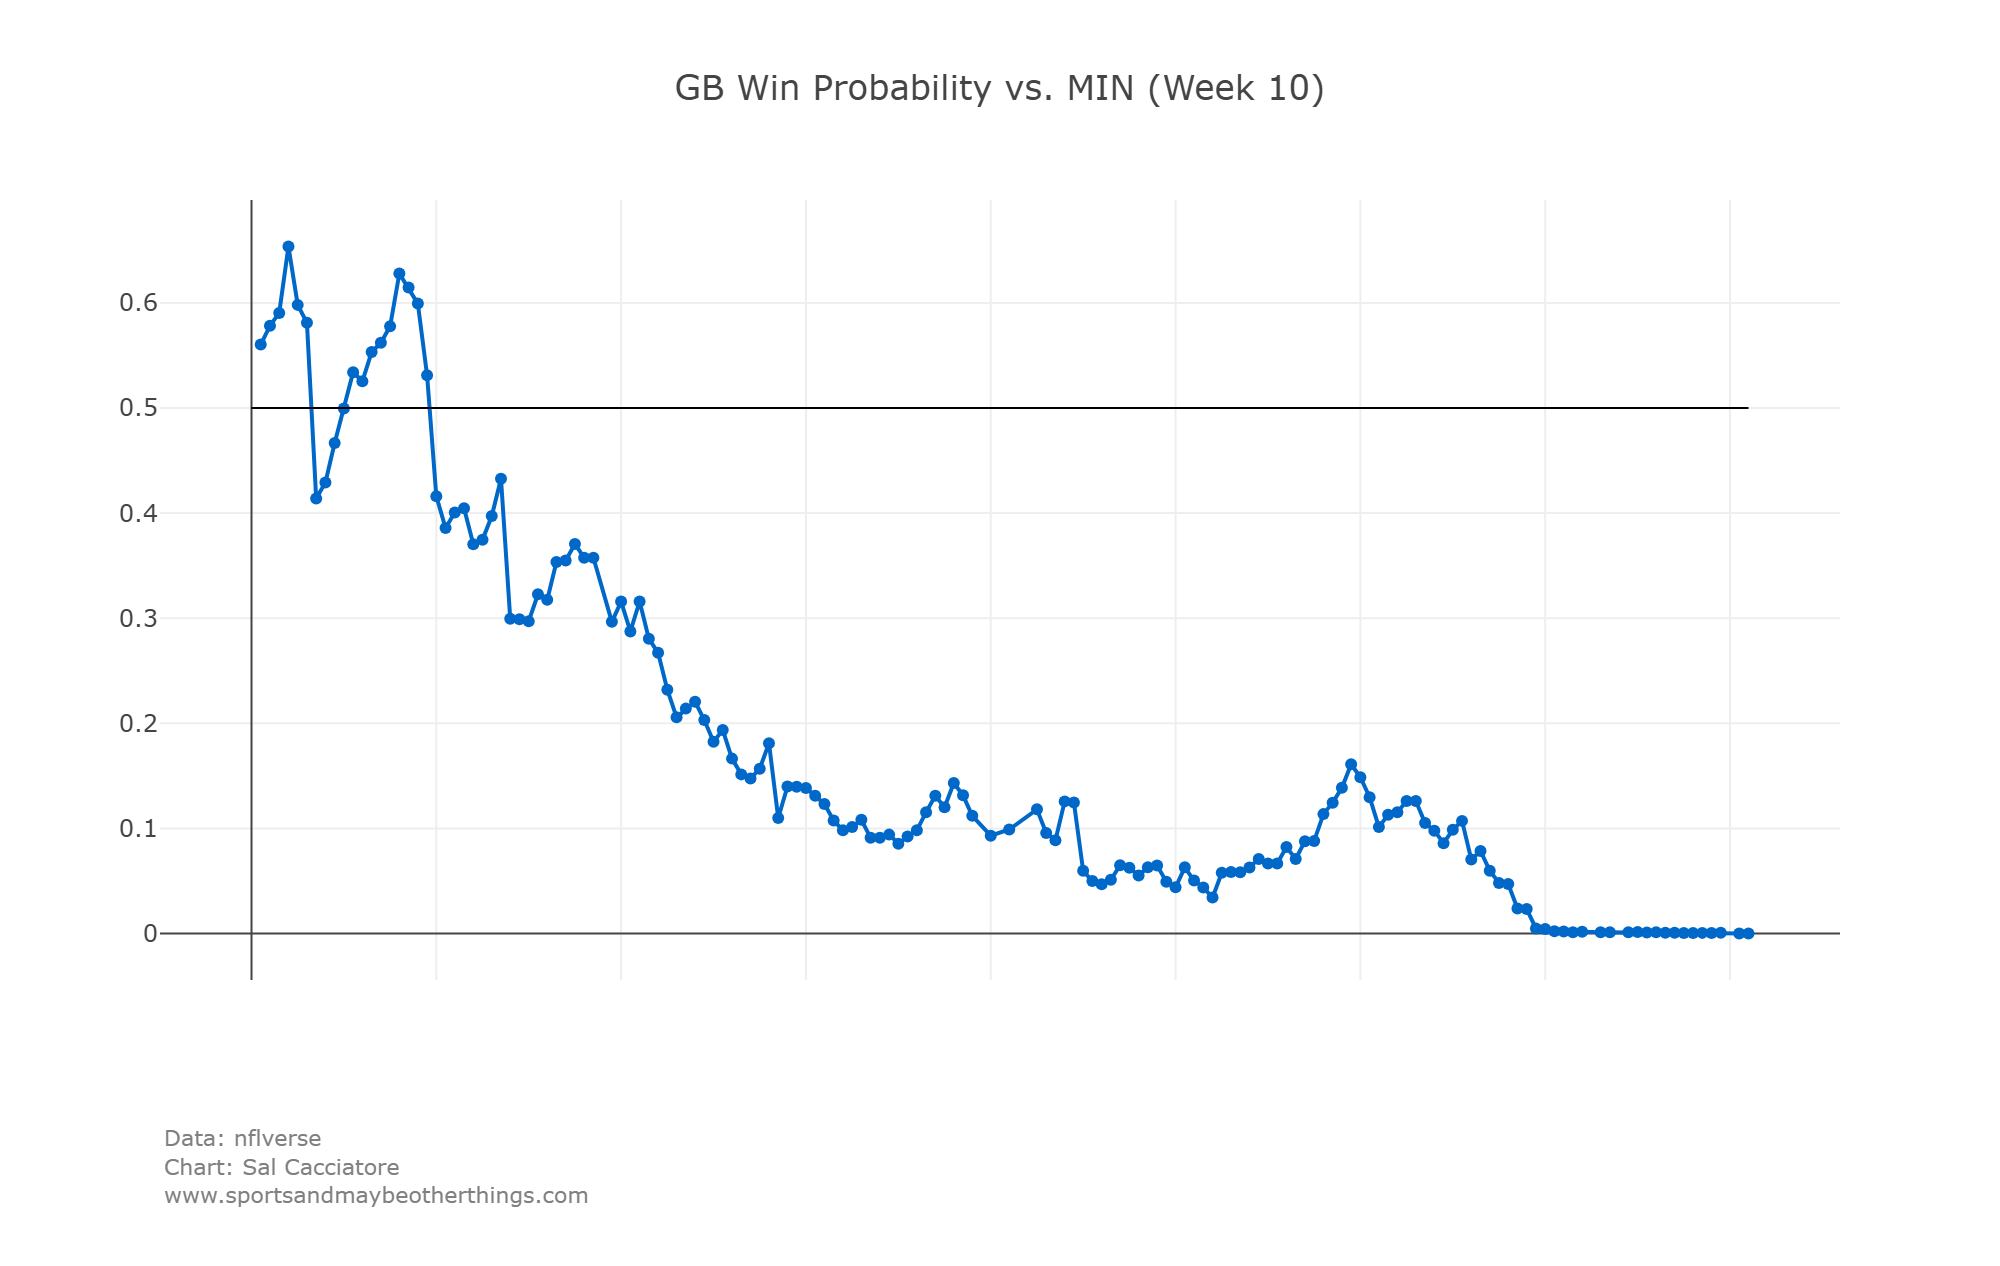 GB Win Probability vs. MIN (Week 10)
0.6
0.5
0.4
0.3
0.2
0.1
0
Data: nflverse
Chart: Sal Cacciatore
www.sportsandmaybeotherthings.com